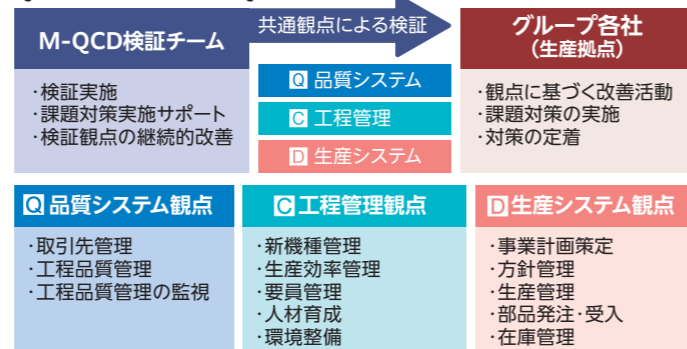 M-QCD検証チーム
・検証実施
・課題対策実施サポート
・検証観点の継続的改善
共通観点による検証
Q 品質システム
C 工程管理
D 生産システム
グループ各社
(生産拠点)
・観点に基づく改善活動
・課題対策の実施
・対策の定着
Q 品質システム観点
・取引先管理
・工程品質管理
・工程品質管理の監視
C 工程管理観点
・新機種管理
・生産効率管理
・要員管理
・人材育成
・環境整備
D 生産システム観点
・事業計画策定
・方針管理
・生産管理
・部品発注・受入
・在庫管理